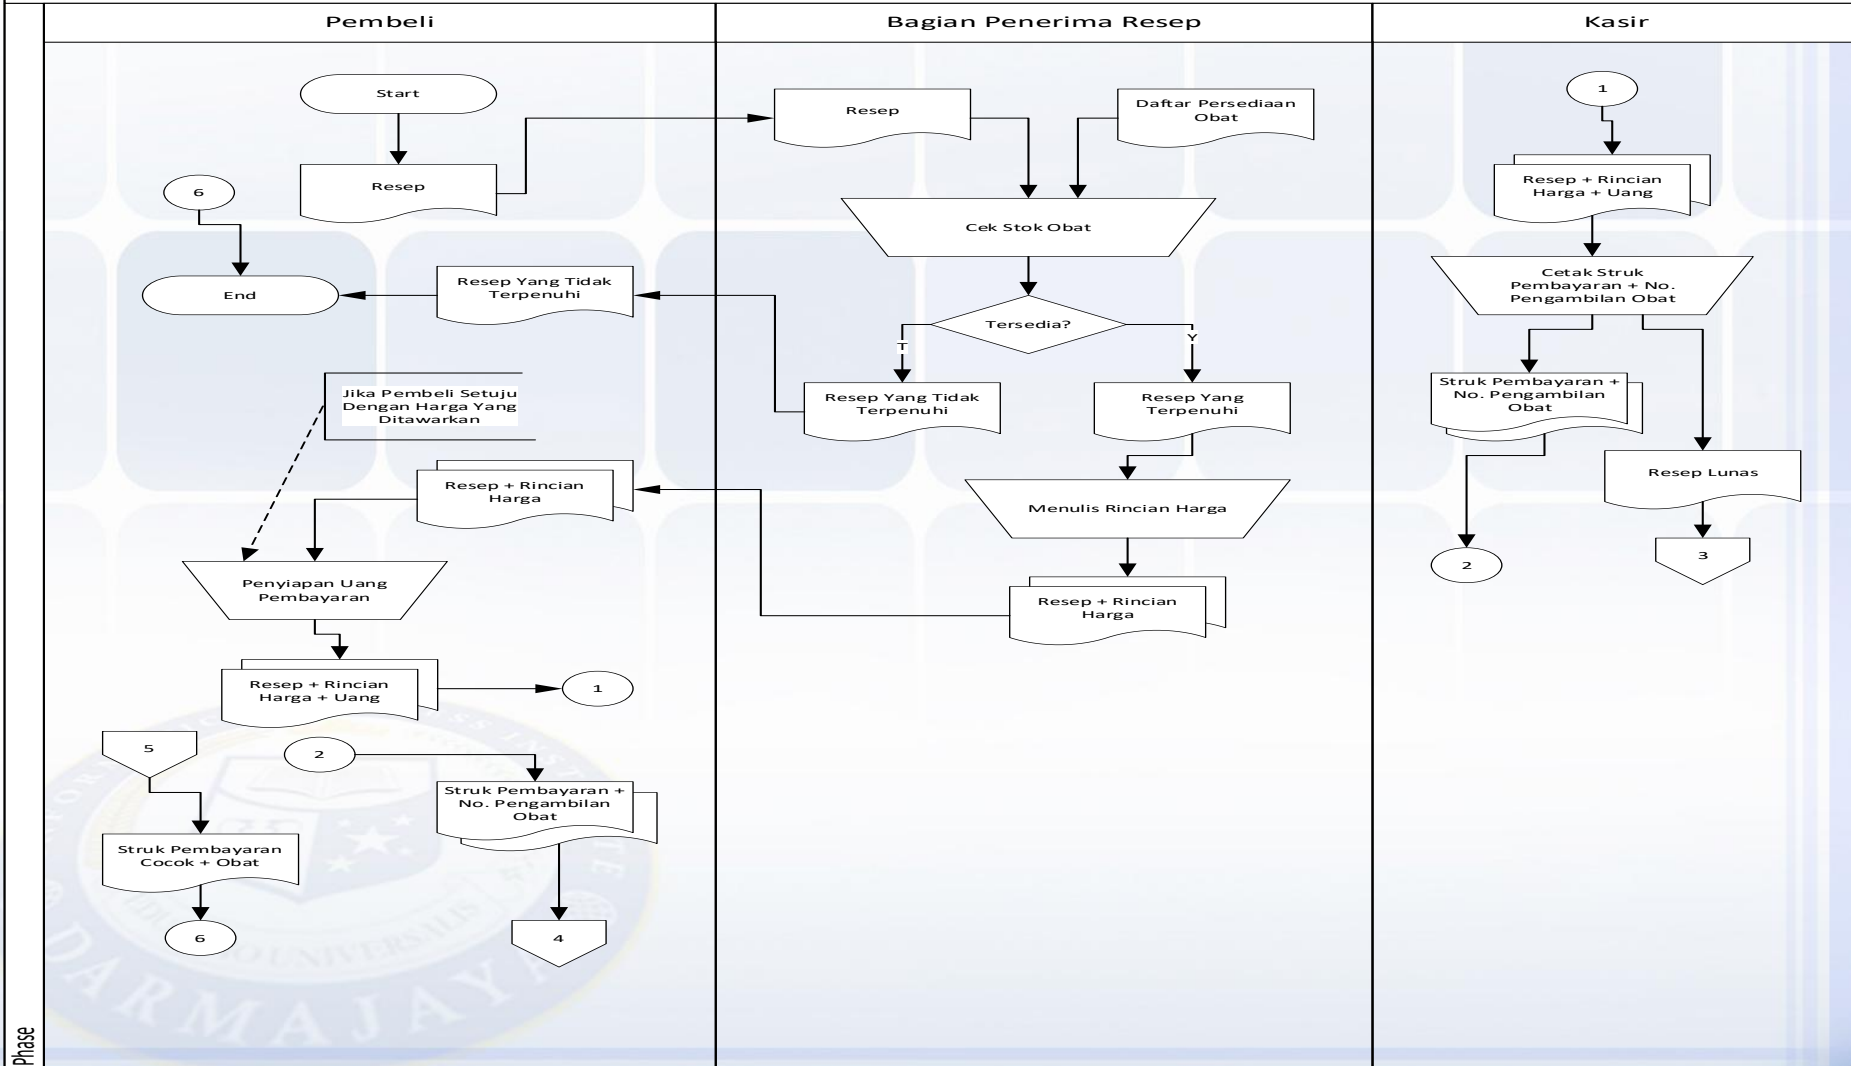 Pembeli
Bagian Penerima Resep
Kasir
Start
Resep
6
End
Resep Yang Tidak
Terpenuhi
Jika Pembeli Setuju
Dengan Harga Yang
Ditawarkan
Resep + Rincian
Harga
Penyiapan Uang
Pembayaran
Resep + Rincian
Harga + Uang
1
5
2
Struk Pembayaran +
No. Pengambilan
Obat
Struk Pembayaran
Cocok + Obat
6
4
Resep
Daftar Persediaan
Obat
Cek Stok Obat
Tersedia?
T
Y
Resep Yang Tidak
Terpenuhi
Resep Yang
Terpenuhi
Menulis Rincian Harga
Resep + Rincian
Harga
1
Resep + Rincian
Harga + Uang
Cetak Struk
Pembayaran + No.
Pengambilan Obat
Struk Pembayaran +
No. Pengambilan
Obat
Resep Lunas
2
3
Phase
DARMAJAYA